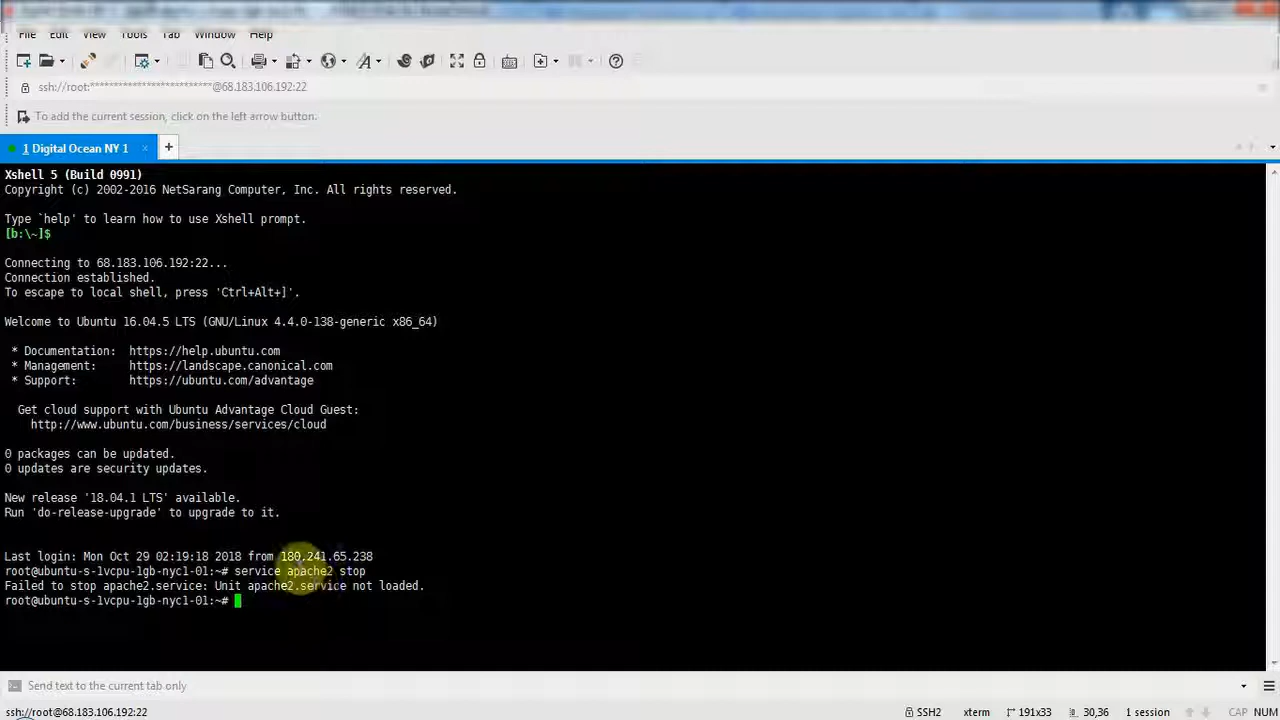 File Edit View Tools Tab Window Help
ssh://root:*************************@68.183.106.192:22
To add the current session, click on the left arrow button.
1 Digital Ocean NY 1
Xshell 5 (Build 0991)
Copyright (c) 2002-2016 NetSarang Computer, Inc. All rights reserved.
Type `help' to learn how to use Xshell prompt.
[b:\~]$
Connecting to 68.183.106.192:22...
Connection established.
To escape to local shell, press 'Ctrl+Alt+]'.
Welcome to Ubuntu 16.04.5 LTS (GNU/Linux 4.4.0-138-generic x86_64)
* Documentation: https://help.ubuntu.com
* Management: https://landscape.canonical.com
* Support: https://ubuntu.com/advantage
Get cloud support with Ubuntu Advantage Cloud Guest:
http://www.ubuntu.com/business/services/cloud
0 packages can be updated.
0 updates are security updates.
New release '18.04.1 LTS' available.
Run 'do-release-upgrade' to upgrade to it.
Last login: Mon Oct 29 02:19:18 2018 from 180.241.65.238
root@ubuntu-s-1vcpu-1gb-nyc1-01:~# service apache2 stop
Failed to stop apache2.service: Unit apache2.service not loaded.
root@ubuntu-s-1vcpu-1gb-nyc1-01:~#
Send text to the current tab only
ssh://root@68.183.106.192:22 SSH2 xterm 191x33 30,36 1 session CAP NUM